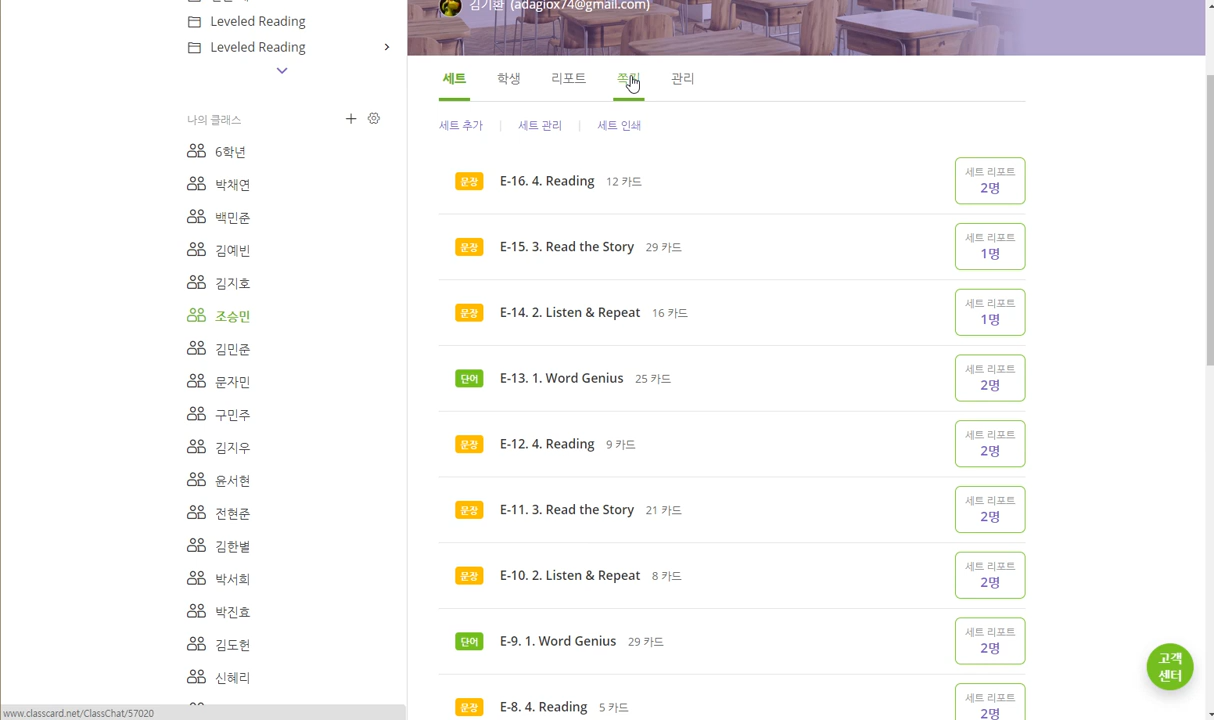 Leveled Reading
Leveled Reading
나의 클래스
6학년
박채연
백민준
김예빈
김지호
조승민
김민준
문자민
구민주
김지우
윤서현
전현준
김한별
박서희
박진효
김도헌
신혜리
www.classcard.net/ClassChat/57020
김기환 (adagiox74@gmail.com)
세트 학생 리포트 쪽지 관리
세트 추가 | 세트 관리 | 세트 인쇄
문장 E-16. 4. Reading 12 카드 세트 리포트
2명
문장 E-15. 3. Read the Story 29 카드 세트 리포트
1명
문장 E-14. 2. Listen & Repeat 16 카드 세트 리포트
1명
단어 E-13. 1. Word Genius 25 카드 세트 리포트
2명
문장 E-12. 4. Reading 9 카드 세트 리포트
2명
문장 E-11. 3. Read the Story 21 카드 세트 리포트
2명
문장 E-10. 2. Listen & Repeat 8 카드 세트 리포트
2명
단어 E-9. 1. Word Genius 29 카드 세트 리포트
2명
문장 E-8. 4. Reading 5 카드 세트 리포트
2명
고객
센터